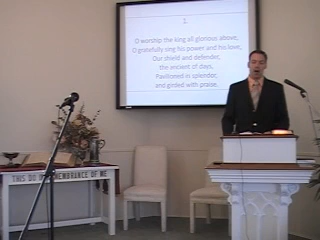 1.
O worship the king all glorious above,
O gratefully sing his power and his love,
Our shield and defender,
the ancient of days,
Pavilioned in splendor,
and girded with praise.
THIS DO IN REMEMBRANCE OF ME